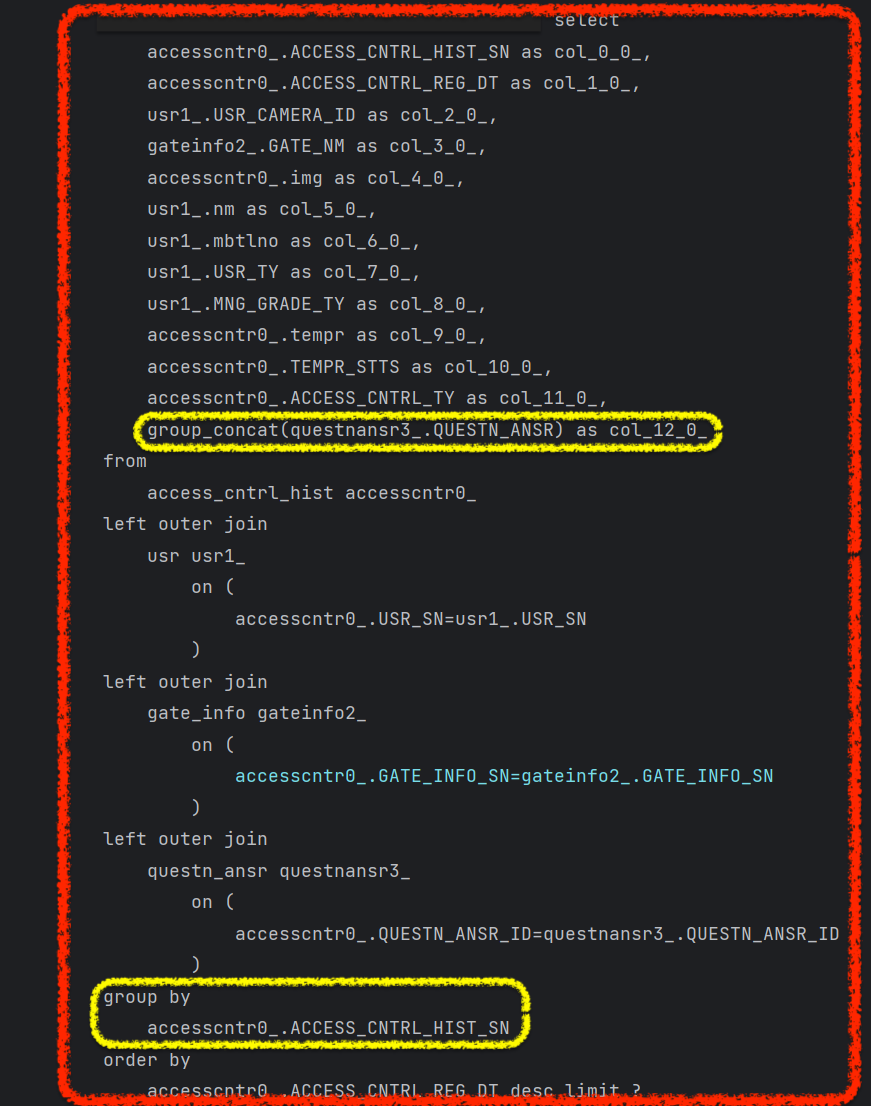 select
accesscntr0_.ACCESS_CNTRL_HIST_SN as col_0_0_,
accesscntr0_.ACCESS_CNTRL_REG_DT as col_1_0_,
usr1_.USR_CAMERA_ID as col_2_0_,
gateinfo2_.GATE_NM as col_3_0_,
accesscntr0_.img as col_4_0_,
usr1_.nm as col_5_0_,
usr1_.mbtlno as col_6_0_,
usr1_.USR_TY as col_7_0_,
usr1_.MNG_GRADE_TY as col_8_0_,
accesscntr0_.tempr as col_9_0_,
accesscntr0_.TEMPR_STTS as col_10_0_,
accesscntr0_.ACCESS_CNTRL_TY as col_11_0_,
group_concat(questnansr3_.QUESTN_ANSR) as col_12_0_
from
access_cntrl_hist accesscntr0_
left outer join
usr usr1_
on (
accesscntr0_.USR_SN=usr1_.USR_SN
)
left outer join
gate_info gateinfo2_
on (
accesscntr0_.GATE_INFO_SN=gateinfo2_.GATE_INFO_SN
)
left outer join
questn_ansr questnansr3_
on (
accesscntr0_.QUESTN_ANSR_ID=questnansr3_.QUESTN_ANSR_ID
)
group by
accesscntr0_.ACCESS_CNTRL_HIST_SN
order by
accesscntr0_.ACCESS_CNTRL_REG_DT desc limit ?